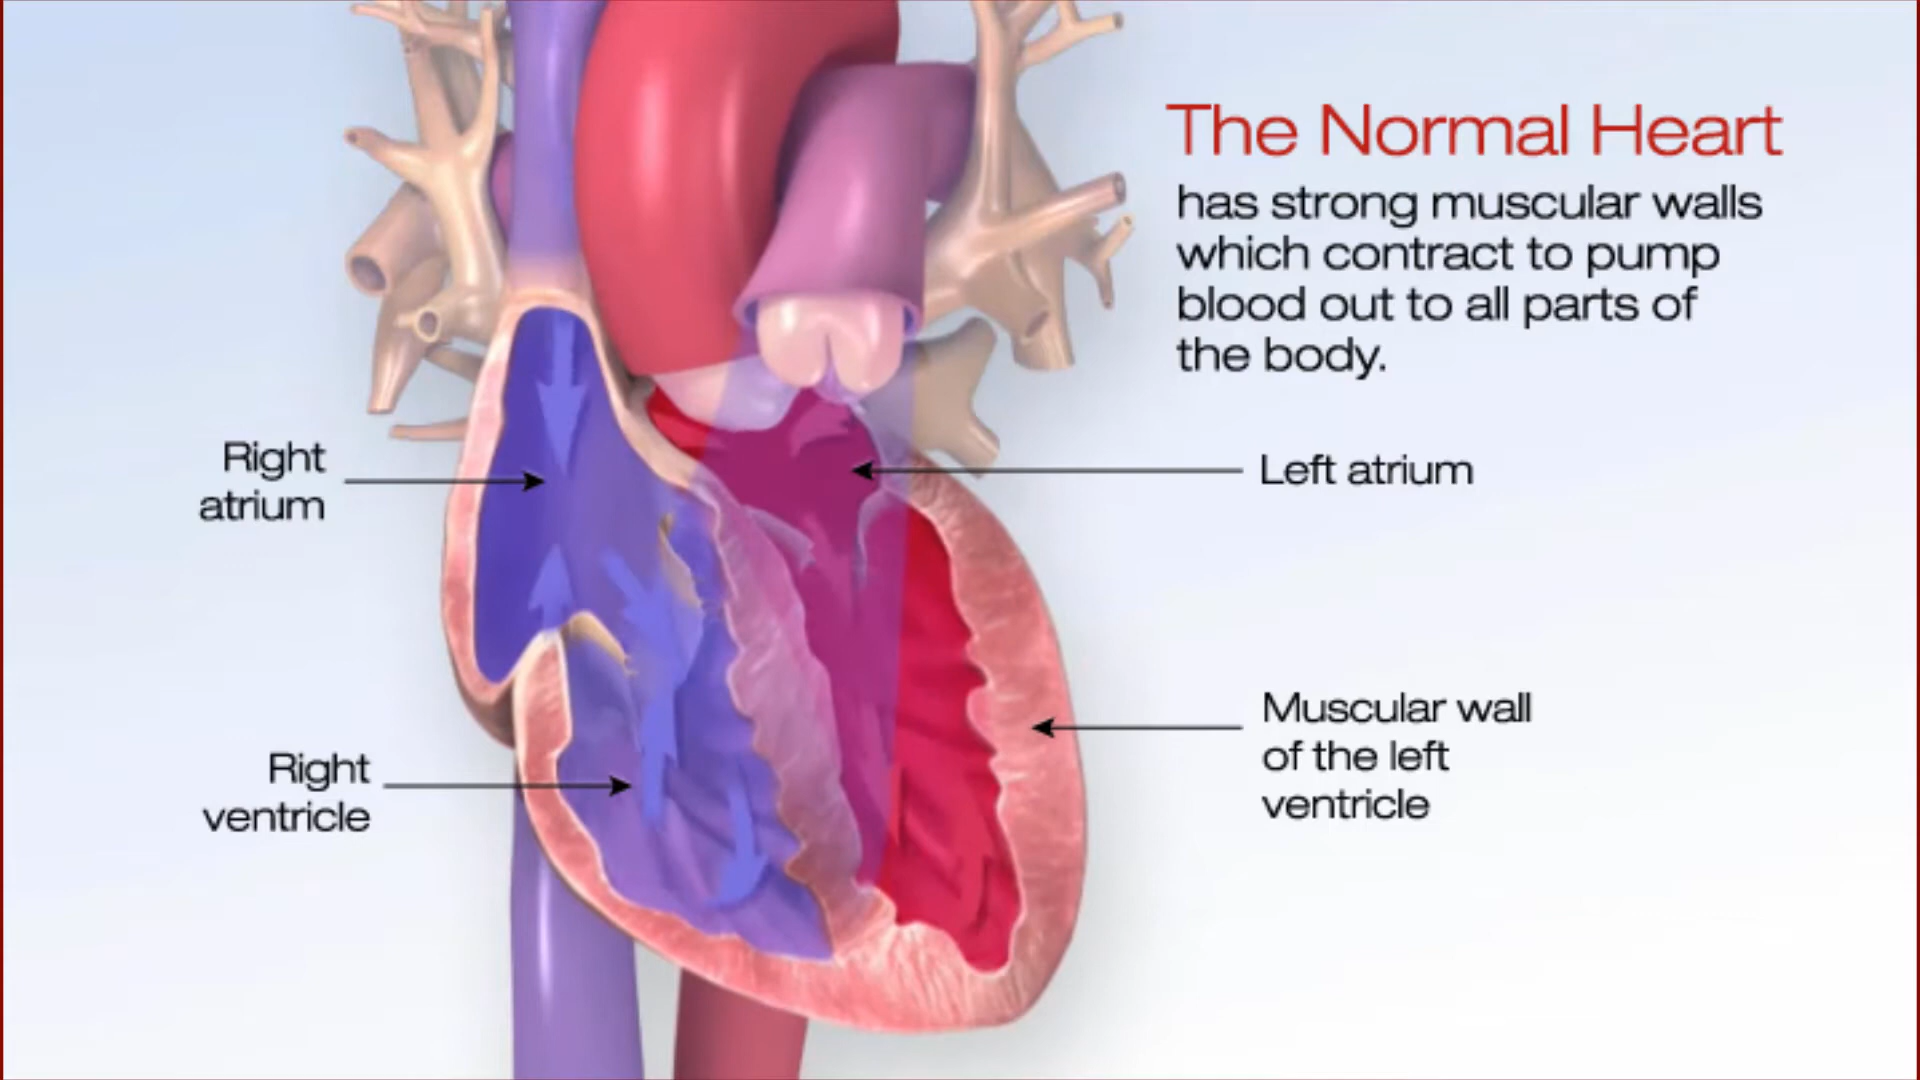 The Normal Heart
has strong muscular walls
which contract to pump
blood out to all parts of
the body.
Right
atrium
Left atrium
Muscular wall
of the left
ventricle
Right
ventricle